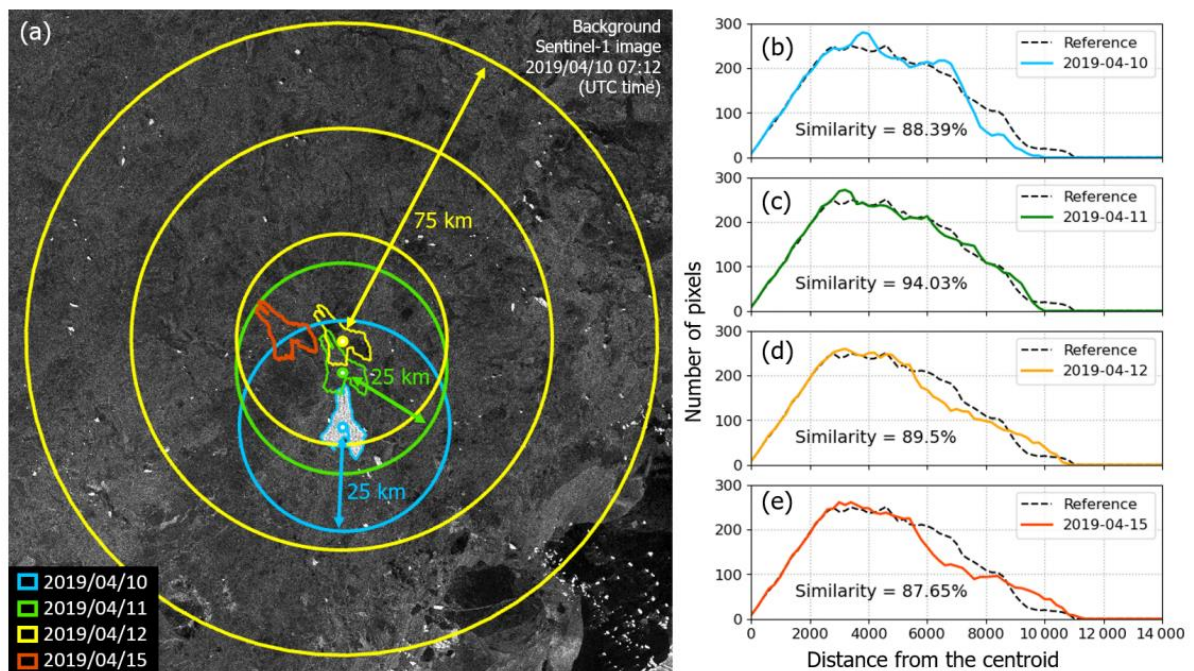 (a)
Background
Sentinel-1 image
2019/04/10 07:12
(UTC time)
75 km
25 km
25 km
2019/04/10
2019/04/11
2019/04/12
2019/04/15
Number of pixels
300
200
100
0
(b)
Reference
2019-04-10
Similarity = 88.39%
300
200
100
0
(c)
Reference
2019-04-11
Similarity = 94.03%
300
200
100
0
(d)
Reference
2019-04-12
Similarity = 89.5%
300
200
100
0
(e)
Reference
2019-04-15
Similarity = 87.65%
0 2000 4000 6000 8000 10 000 12 000 14 000
Distance from the centroid